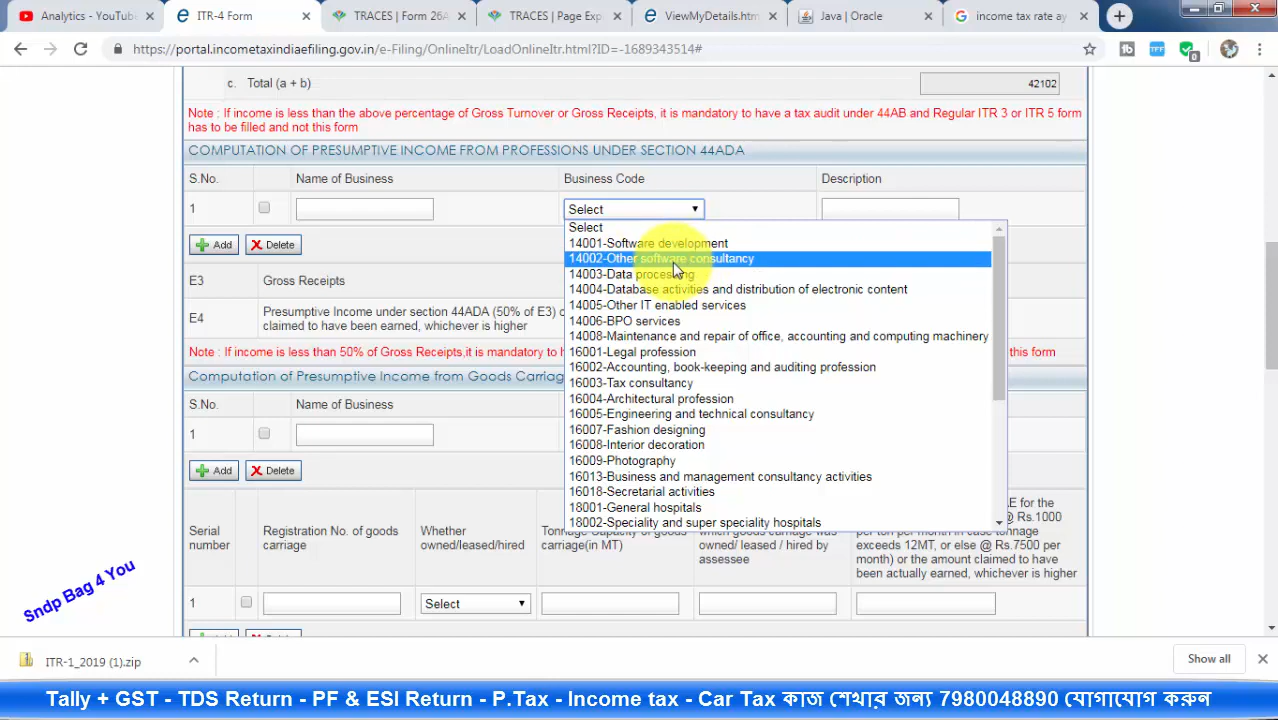 Analytics - YouTube
ITR-4 Form
TRACES | Form 26A
TRACES | Page Exp
ViewMyDetails.htm
Java | Oracle
income tax rate ay
https://portal.incometaxindiaefiling.gov.in/e-Filing/OnlineItr/LoadOnlineItr.html?ID=-1689343514#
c. Total (a + b) 42102
Note : If income is less than the above percentage of Gross Turnover or Gross Receipts, it is mandatory to have a tax audit under 44AB and Regular ITR 3 or ITR 5 form
has to be filled and not this form
COMPUTATION OF PRESUMPTIVE INCOME FROM PROFESSIONS UNDER SECTION 44ADA
S.No. Name of Business Business Code Description
1 Select
Select
14001-Software development
14002-Other software consultancy
14003-Data processing
14004-Database activities and distribution of electronic content
14005-Other IT enabled services
14006-BPO services
14008-Maintenance and repair of office, accounting and computing machinery
16001-Legal profession
16002-Accounting, book-keeping and auditing profession
16003-Tax consultancy
16004-Architectural profession
16005-Engineering and technical consultancy
16007-Fashion designing
16008-Interior decoration
16009-Photography
16013-Business and management consultancy activities
16018-Secretarial activities
18001-General hospitals
18002-Speciality and super speciality hospitals
Add Delete
E3 Gross Receipts
E4 Presumptive Income under section 44ADA (50% of E3)
claimed to have been earned, whichever is higher
Note : If income is less than 50% of Gross Receipts,it is mandatory to this form
Computation of Presumptive Income from Goods Carriag
S.No. Name of Business
1
Add Delete
Serial
number
Registration No. of goods
carriage
Whether
owned/leased/hired
Tonnage Capacity of goods
carriage(in MT)
which goods carriage was
owned/ leased / hired by
assessee
E for the
@ Rs.1000
per ton per month in case tonnage
exceeds 12MT, or else @ Rs.7500 per
month) or the amount claimed to have
been actually earned, whichever is higher
1 Select
Sndp Bag 4 You
ITR-1_2019 (1).zip
Show all
Tally + GST - TDS Return - PF & ESI Return - P.Tax - Income tax - Car Tax কাজ শেখার জন্য 7980048890 যোগাযোগ করুন